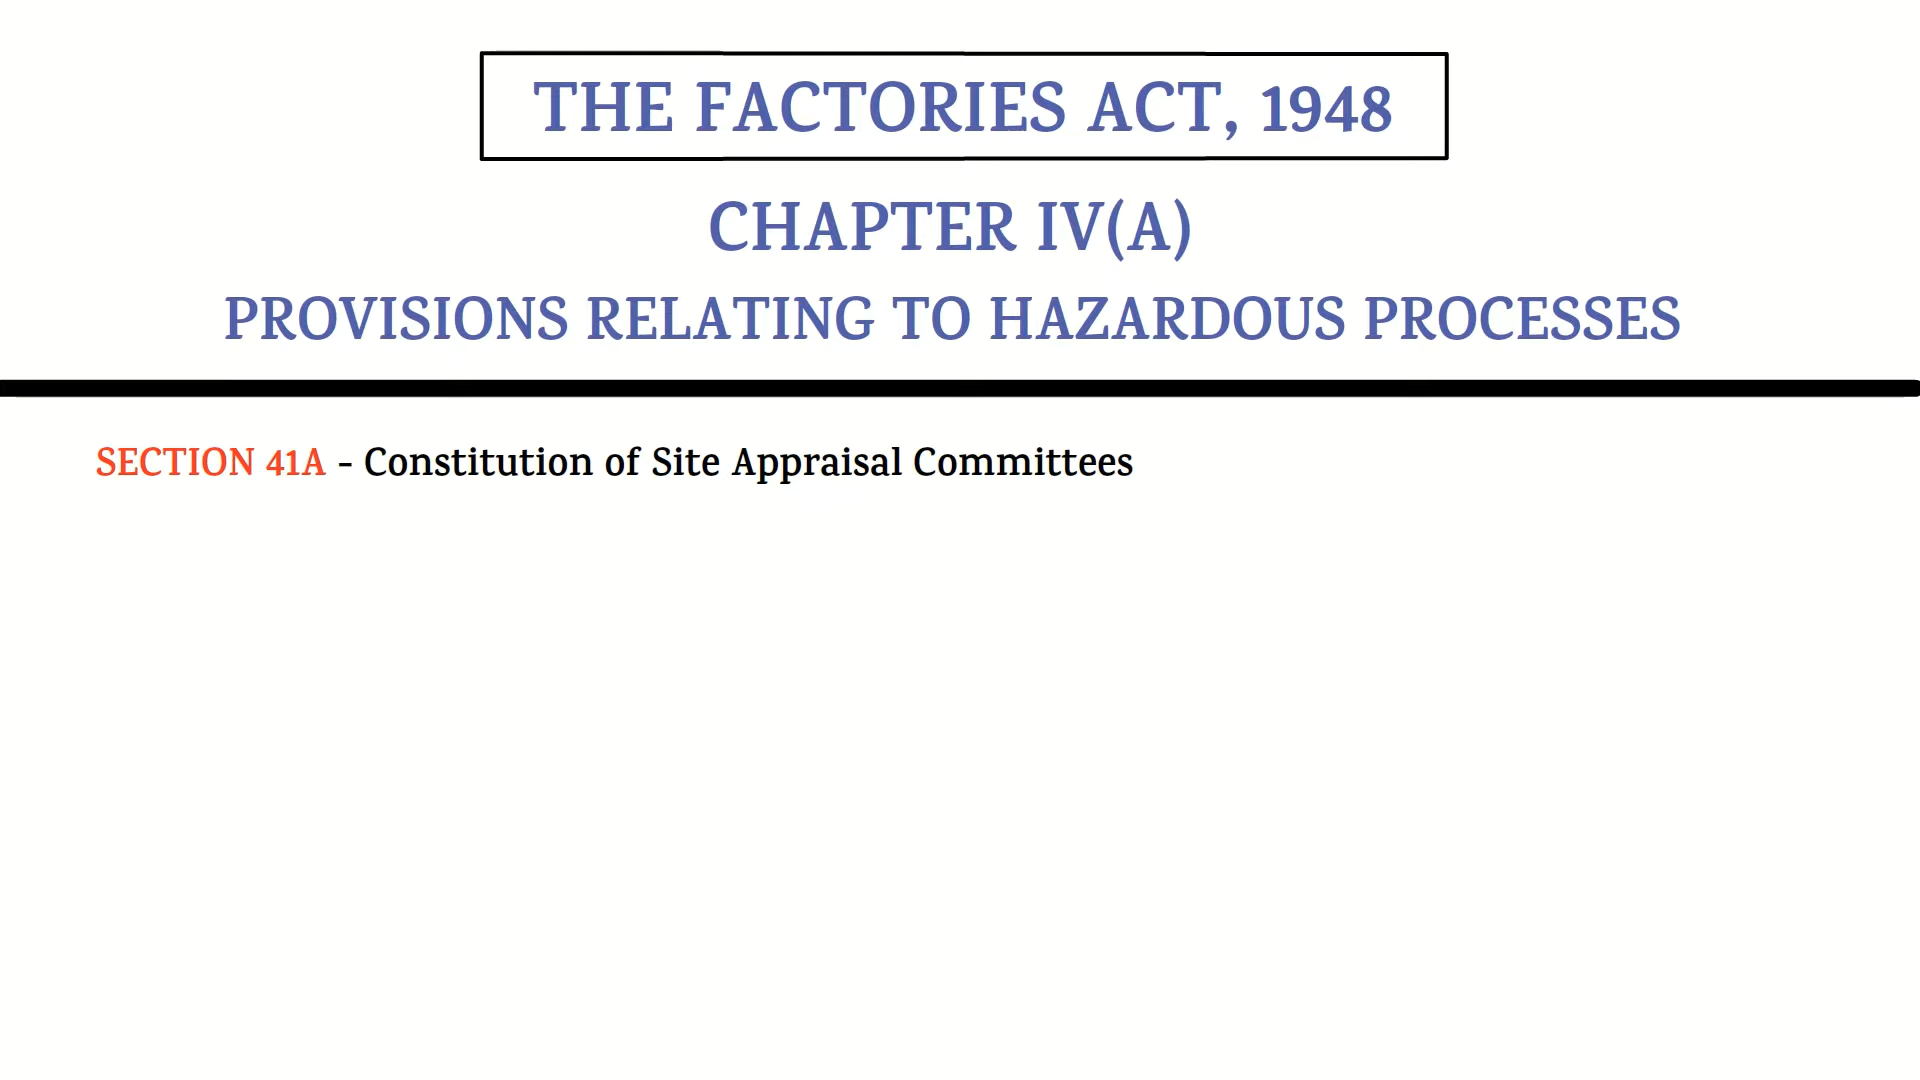 THE FACTORIES ACT, 1948
CHAPTER IV(A)
PROVISIONS RELATING TO HAZARDOUS PROCESSES
SECTION 41A - Constitution of Site Appraisal Committees